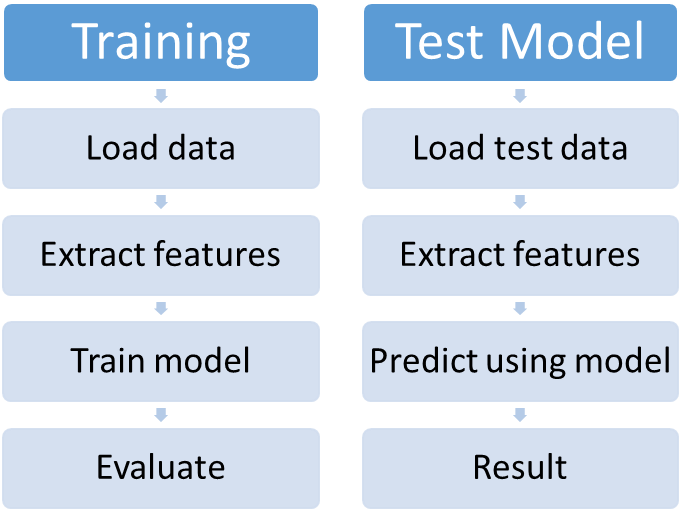 Training
Load data
Extract features
Train model
Evaluate
Test Model
Load test data
Extract features
Predict using model
Result